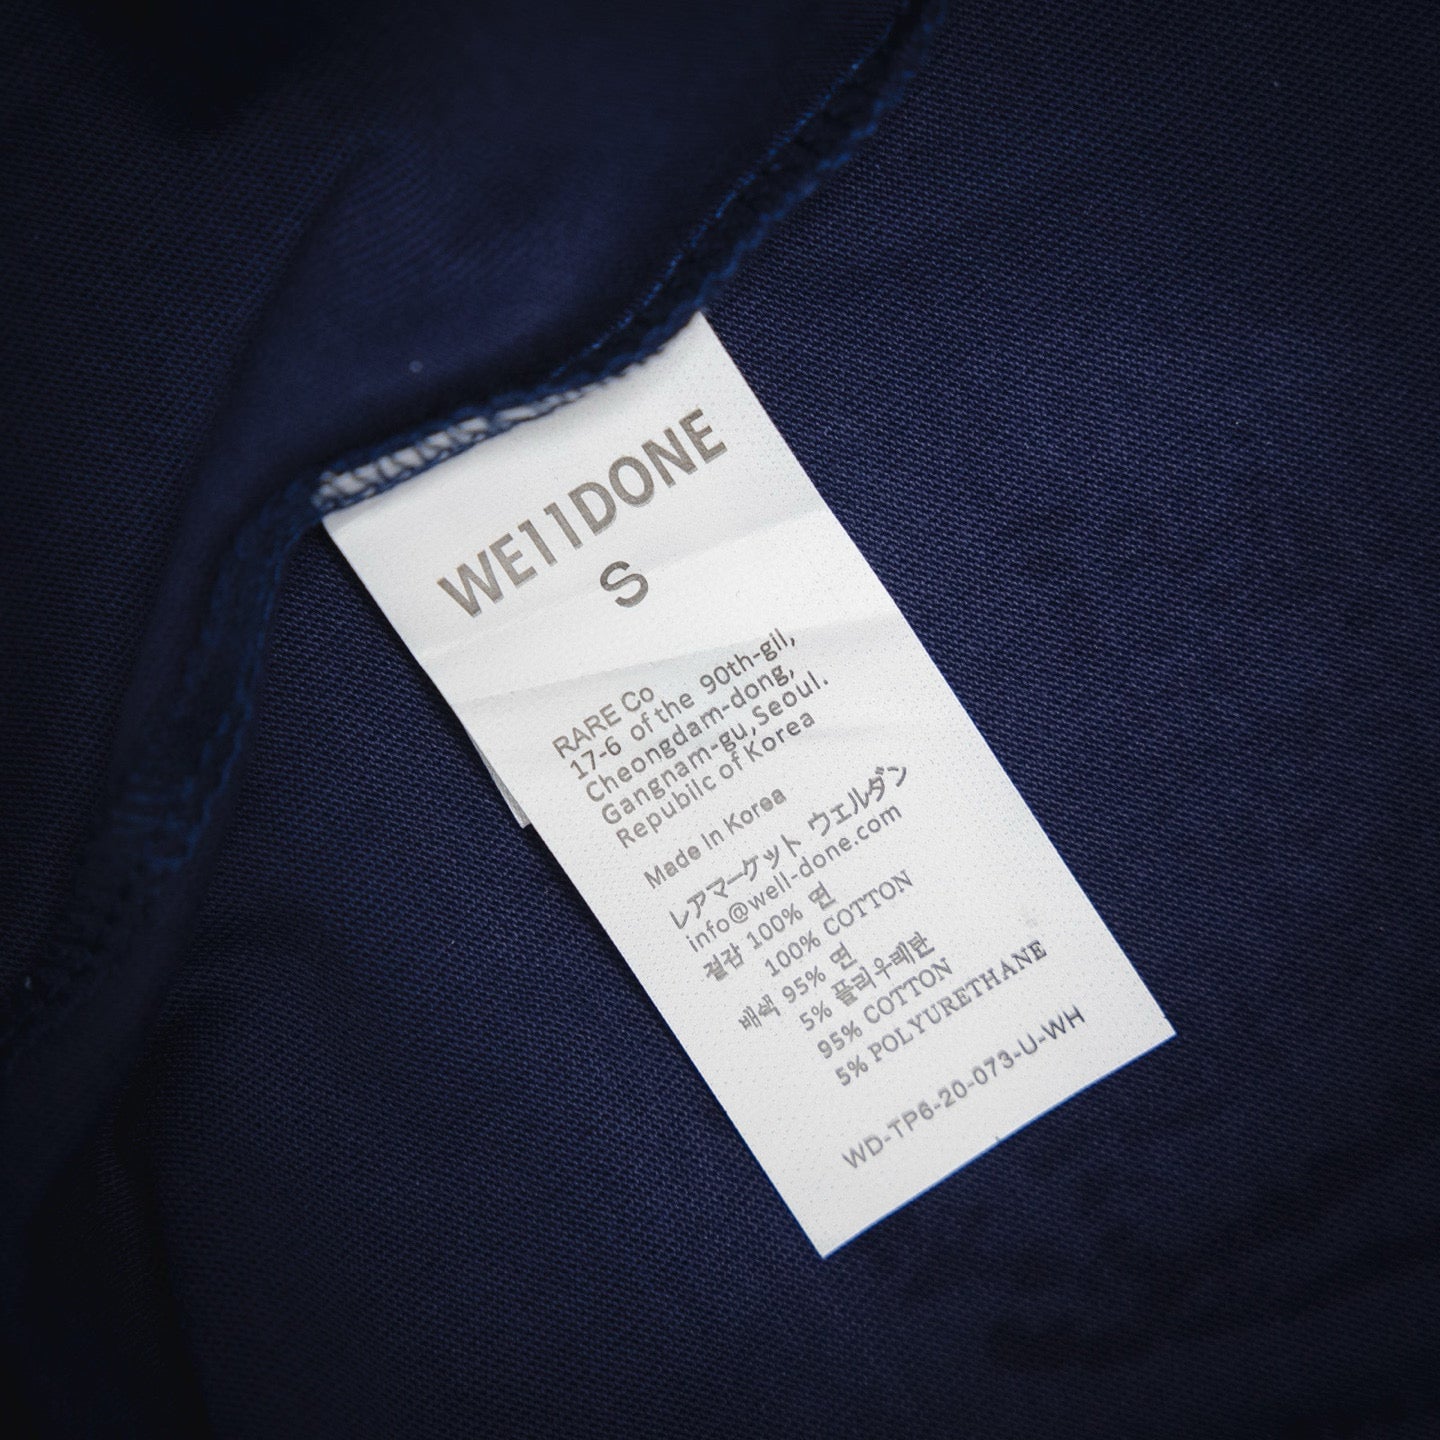 WE11DONE
S
RARE Co
17-6 of the 90th-gil,
Cheongdam-dong,
Gangnam-gu, Seoul.
Repubilc of Korea
Made In Korea
レアマーケット ウェルダン
info@well-done.com
겉감 100% 면
100% COTTON
배색 95% 면
5% 폴리우레탄
95% COTTON
5% POLYURETHANE
WD-TP6-20-073-U-WH